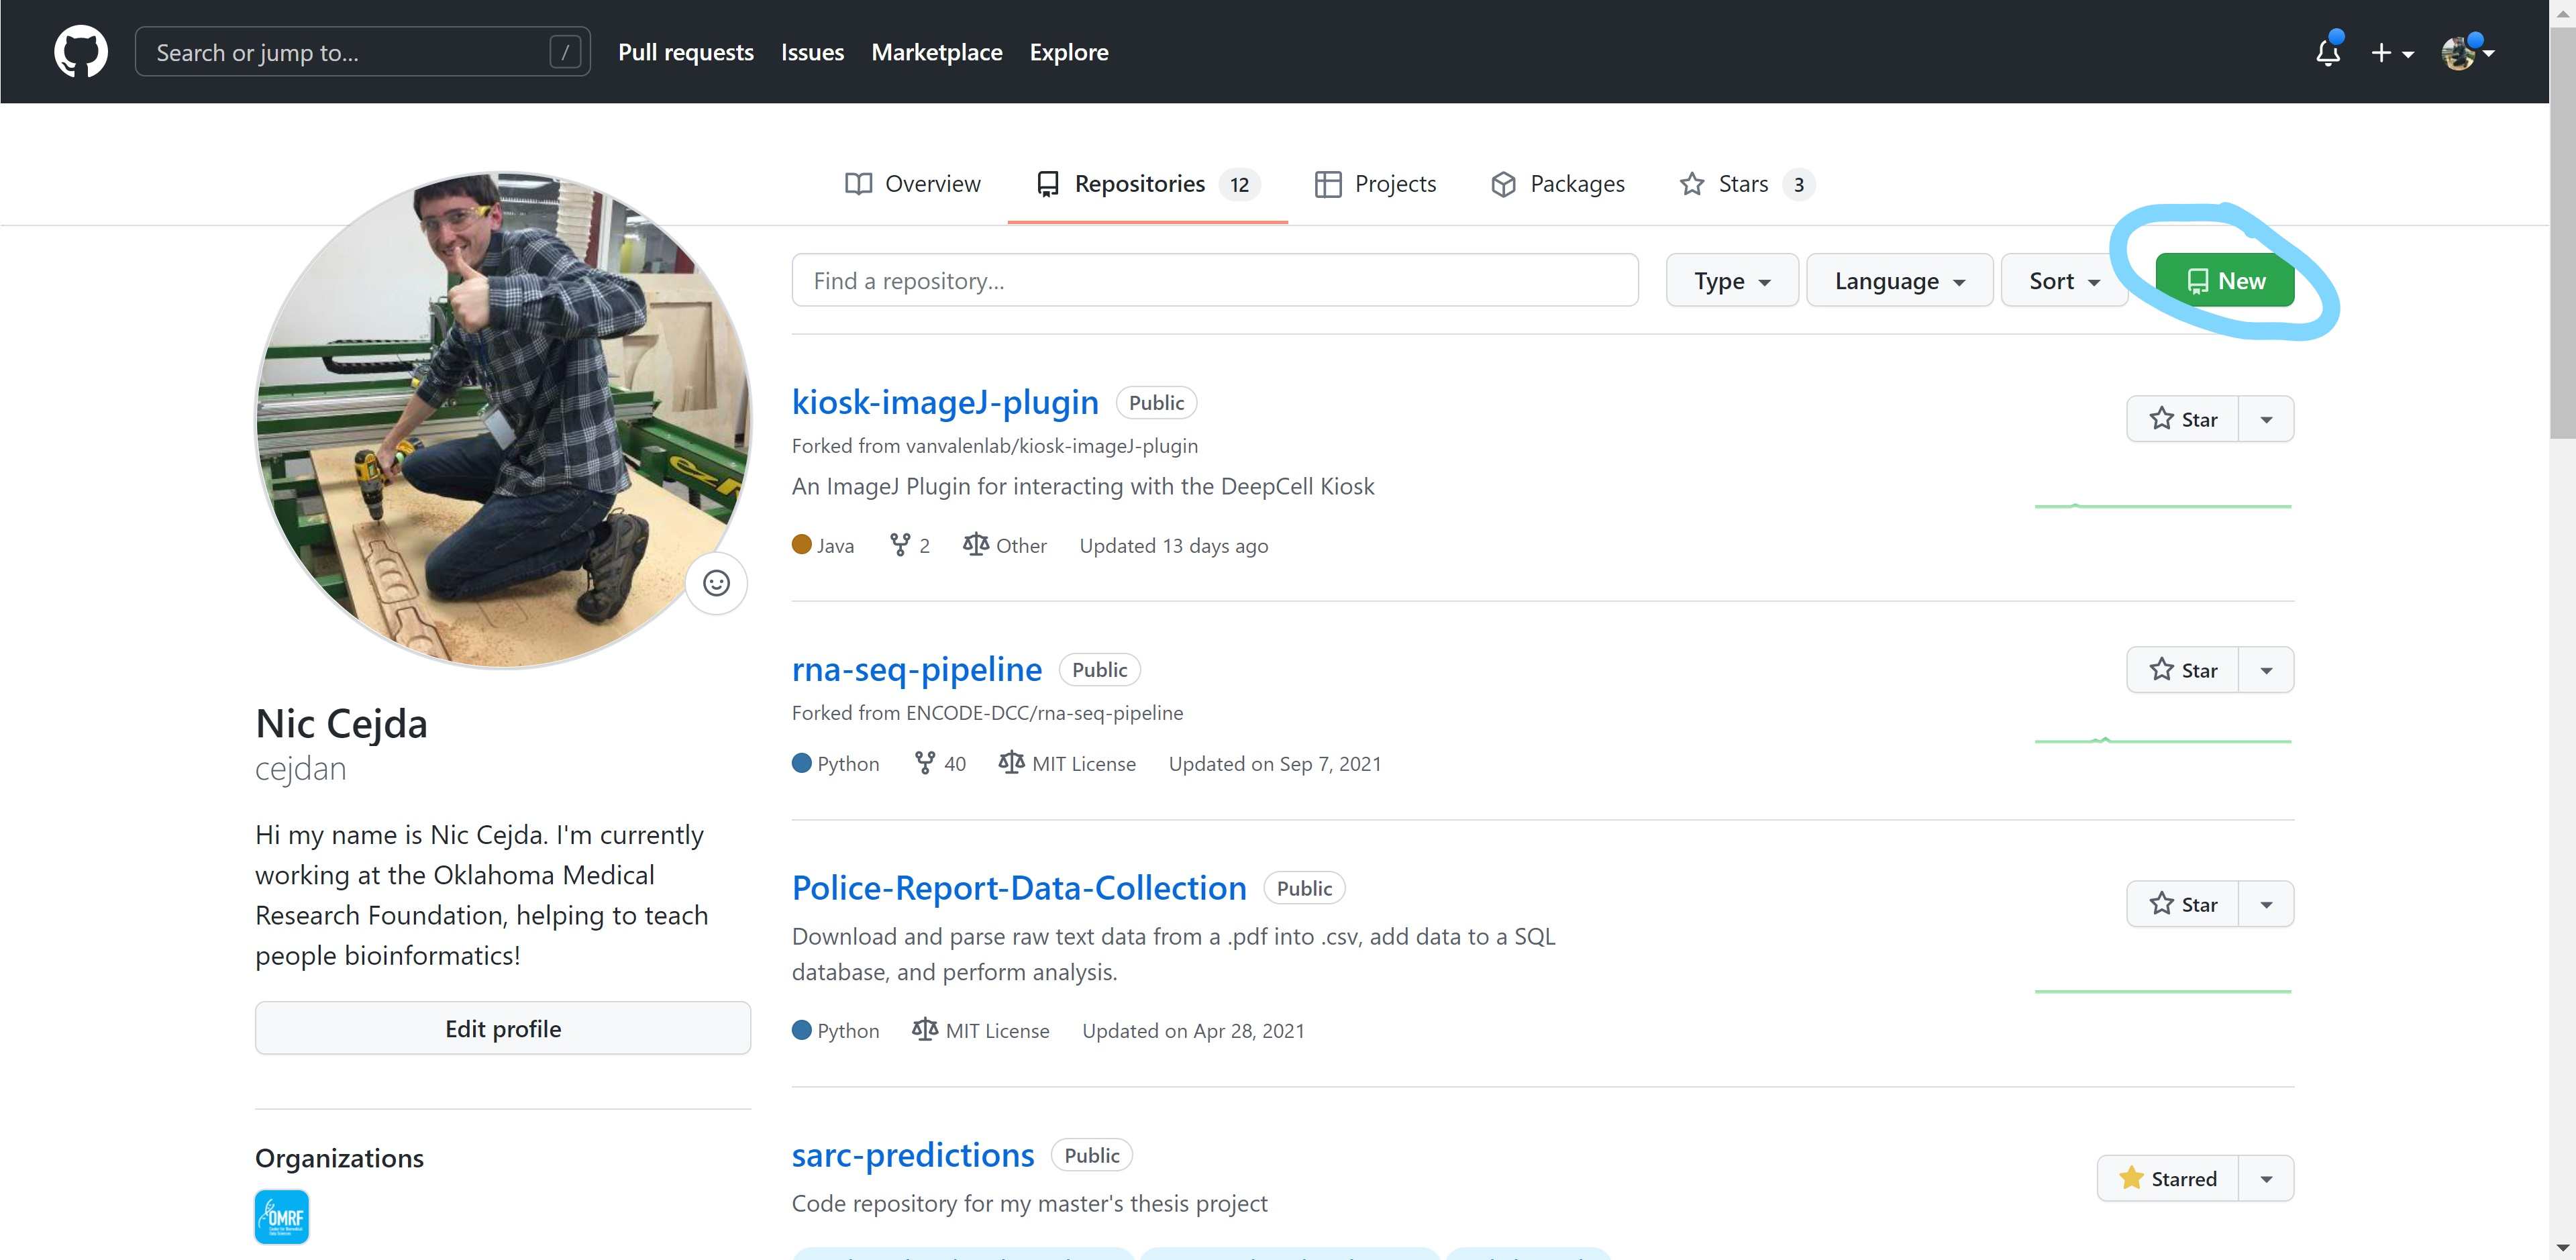 Search or jump to... /
Pull requests Issues Marketplace Explore
Overview Repositories 12 Projects Packages Stars 3
Find a repository... Type Language Sort New
kiosk-imageJ-plugin Public
Star
Forked from vanvalenlab/kiosk-imageJ-plugin
An ImageJ Plugin for interacting with the DeepCell Kiosk
Java 2 Other Updated 13 days ago
rna-seq-pipeline Public
Star
Forked from ENCODE-DCC/rna-seq-pipeline
Python 40 MIT License Updated on Sep 7, 2021
Police-Report-Data-Collection Public
Star
Download and parse raw text data from a .pdf into .csv, add data to a SQL
database, and perform analysis.
Python MIT License Updated on Apr 28, 2021
sarc-predictions Public
Starred
Code repository for my master's thesis project
Nic Cejda
cejdan
Hi my name is Nic Cejda. I'm currently
working at the Oklahoma Medical
Research Foundation, helping to teach
people bioinformatics!
Edit profile
Organizations
OMRF